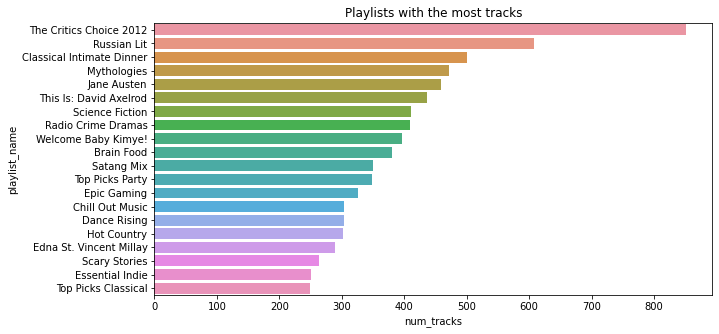 Playlists with the most tracks
The Critics Choice 2012
Russian Lit
Classical Intimate Dinner
Mythologies
Jane Austen
This Is: David Axelrod
Science Fiction
Radio Crime Dramas
Welcome Baby Kimye!
Brain Food
Satang Mix
Top Picks Party
Epic Gaming
Chill Out Music
Dance Rising
Hot Country
Edna St. Vincent Millay
Scary Stories
Essential Indie
Top Picks Classical
playlist_name
0 100 200 300 400 500 600 700 800
num_tracks